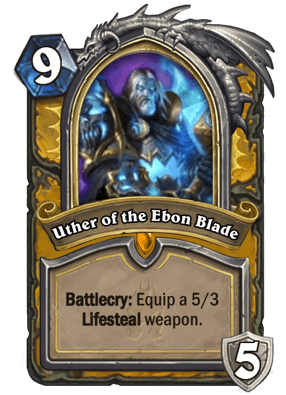 9
Uther of the Ebon Blade
Battlecry: Equip a 5/3
Lifesteal weapon.
5